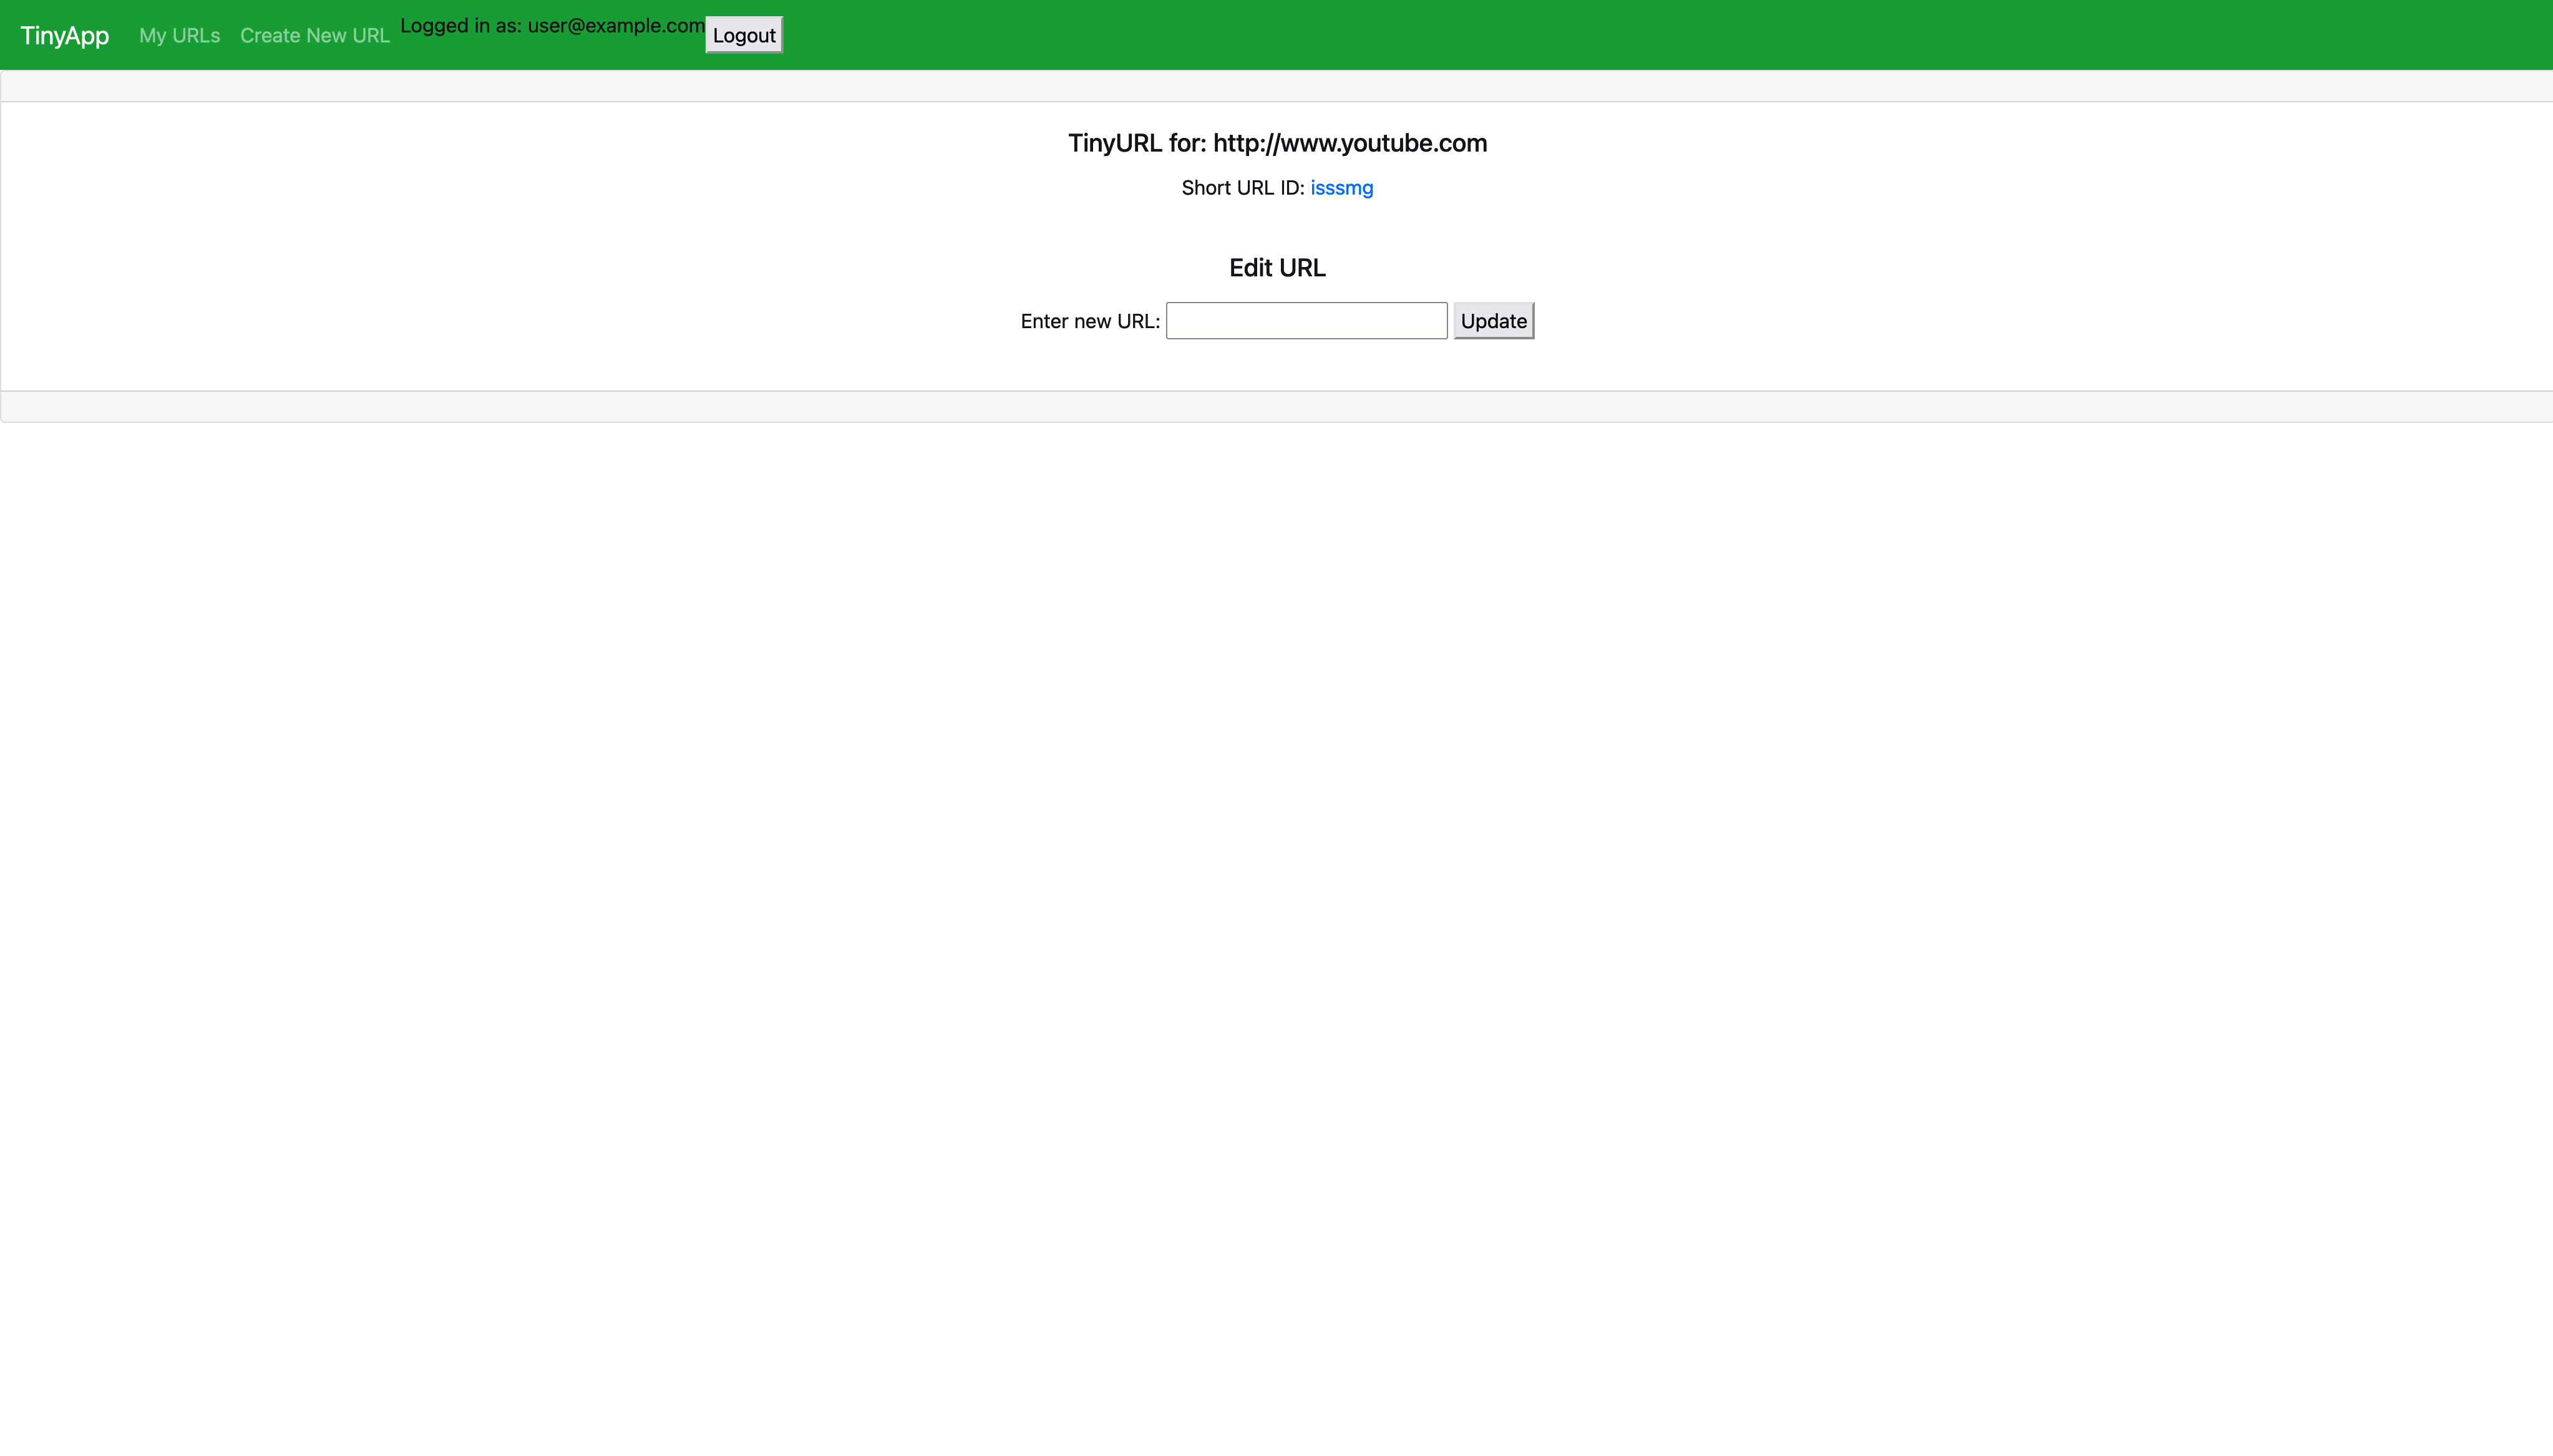 TinyApp My URLs Create New URL Logged in as: user@example.com Logout
TinyURL for: http://www.youtube.com
Short URL ID: isssmg
Edit URL
Enter new URL: Update